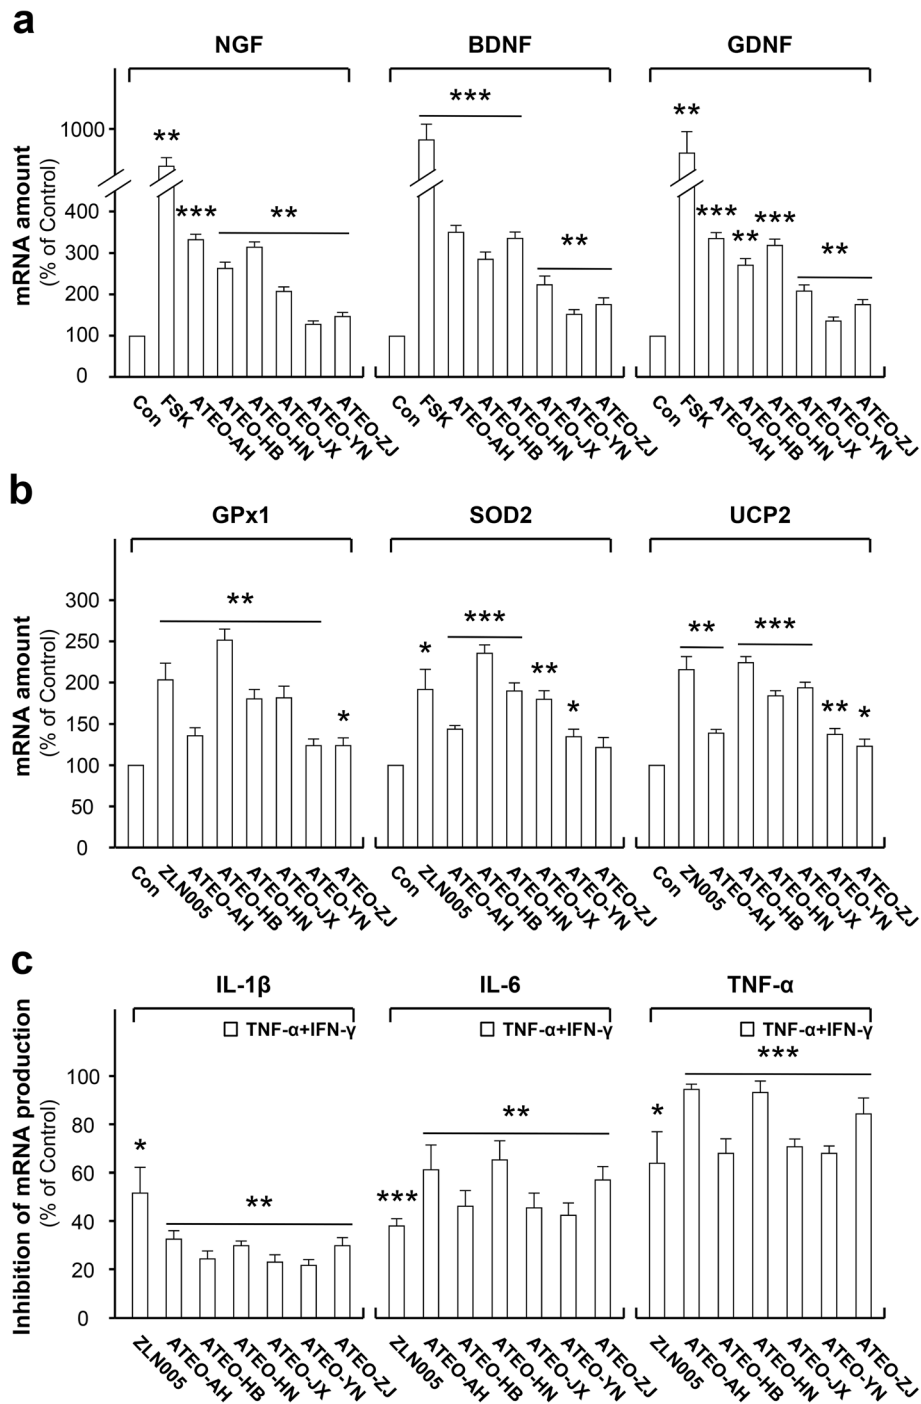 a
NGF
BDNF
GDNF
mRNA amount
(% of Control)
1000
400
300
200
100
0
**
***
**
***
**
**
***
**
***
**
Con
FSK
ATEO-AH
ATEO-HB
ATEO-HN
ATEO-JX
ATEO-YN
ATEO-ZJ
Con
FSK
ATEO-AH
ATEO-HB
ATEO-HN
ATEO-JX
ATEO-YN
ATEO-ZJ
Con
FSK
ATEO-AH
ATEO-HB
ATEO-HN
ATEO-JX
ATEO-YN
ATEO-ZJ
b
GPx1
SOD2
UCP2
mRNA amount
(% of Control)
300
250
200
150
100
50
0
**
*
*
***
**
*
**
***
**
*
Con
ZLN005
ATEO-AH
ATEO-HB
ATEO-HN
ATEO-JX
ATEO-YN
ATEO-ZJ
Con
ZLN005
ATEO-AH
ATEO-HB
ATEO-HN
ATEO-JX
ATEO-YN
ATEO-ZJ
Con
ZN005
ATEO-AH
ATEO-HB
ATEO-HN
ATEO-JX
ATEO-YN
ATEO-ZJ
c
IL-1β
IL-6
TNF-α
TNF-α+IFN-γ
TNF-α+IFN-γ
TNF-α+IFN-γ
Inhibition of mRNA production
(% of Control)
100
80
60
40
20
0
*
**
***
**
*
***
ZLN005
ATEO-AH
ATEO-HB
ATEO-HN
ATEO-JX
ATEO-YN
ATEO-ZJ
ZLN005
ATEO-AH
ATEO-HB
ATEO-HN
ATEO-JX
ATEO-YN
ATEO-ZJ
ZLN005
ATEO-AH
ATEO-HB
ATEO-HN
ATEO-JX
ATEO-YN
ATEO-ZJ